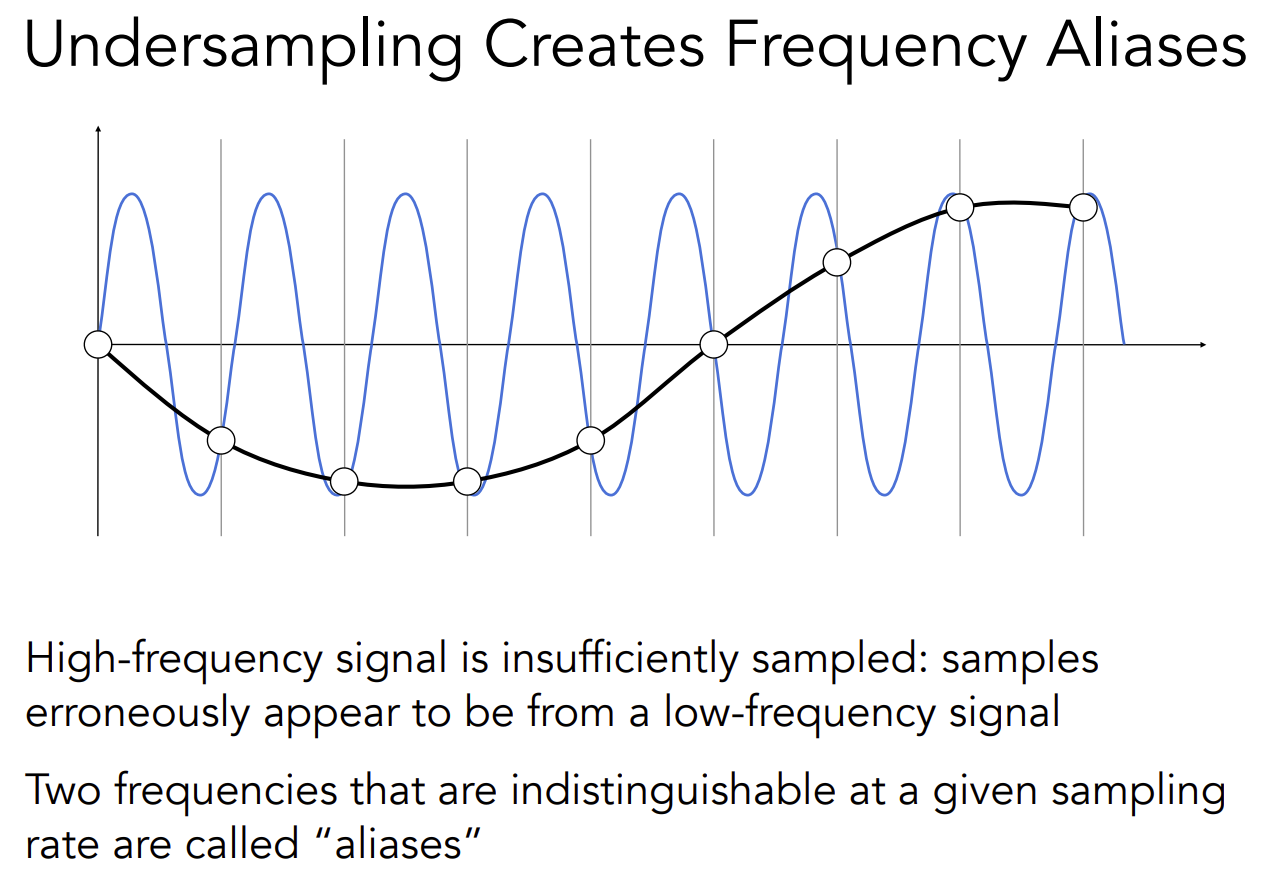 Undersampling Creates Frequency Aliases
High-frequency signal is insufficiently sampled: samples
erroneously appear to be from a low-frequency signal
Two frequencies that are indistinguishable at a given sampling
rate are called “aliases”